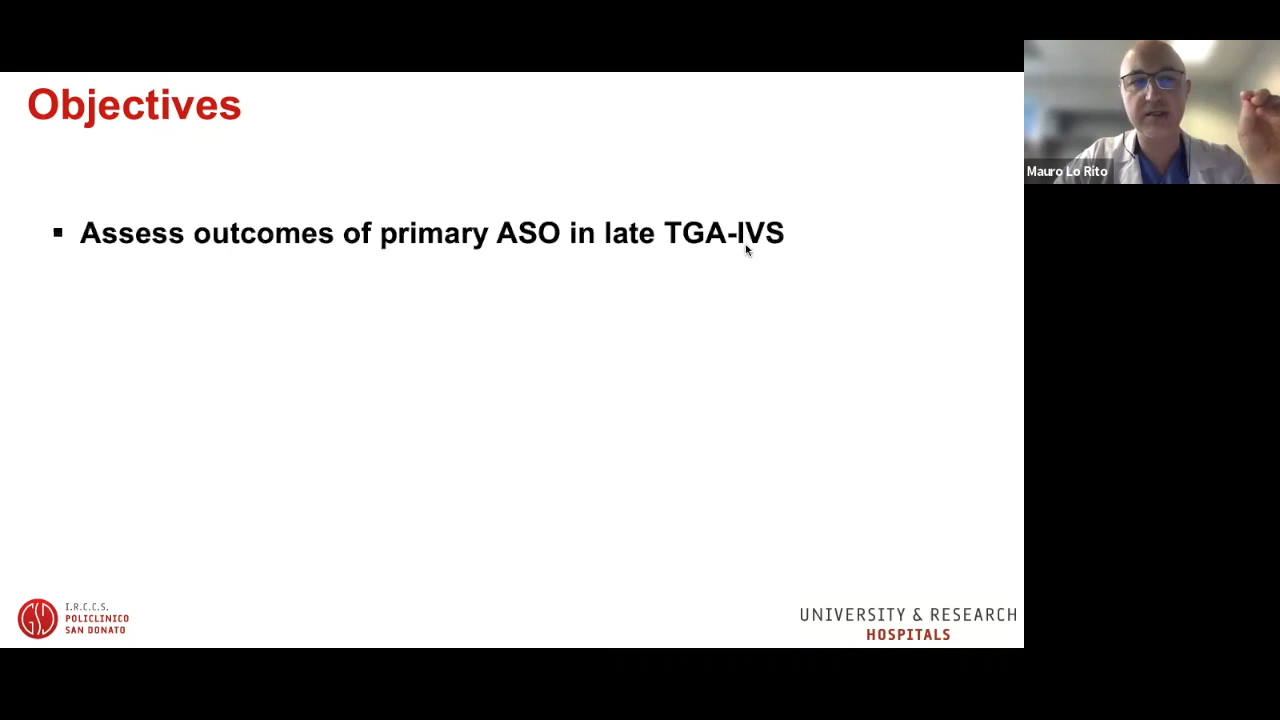 Objectives
▪ Assess outcomes of primary ASO in late TGA-IVS
Mauro Lo Rito
GSD
I.R.C.C.S.
POLICLINICO
SAN DONATO
UNIVERSITY & RESEARCH
HOSPITALS